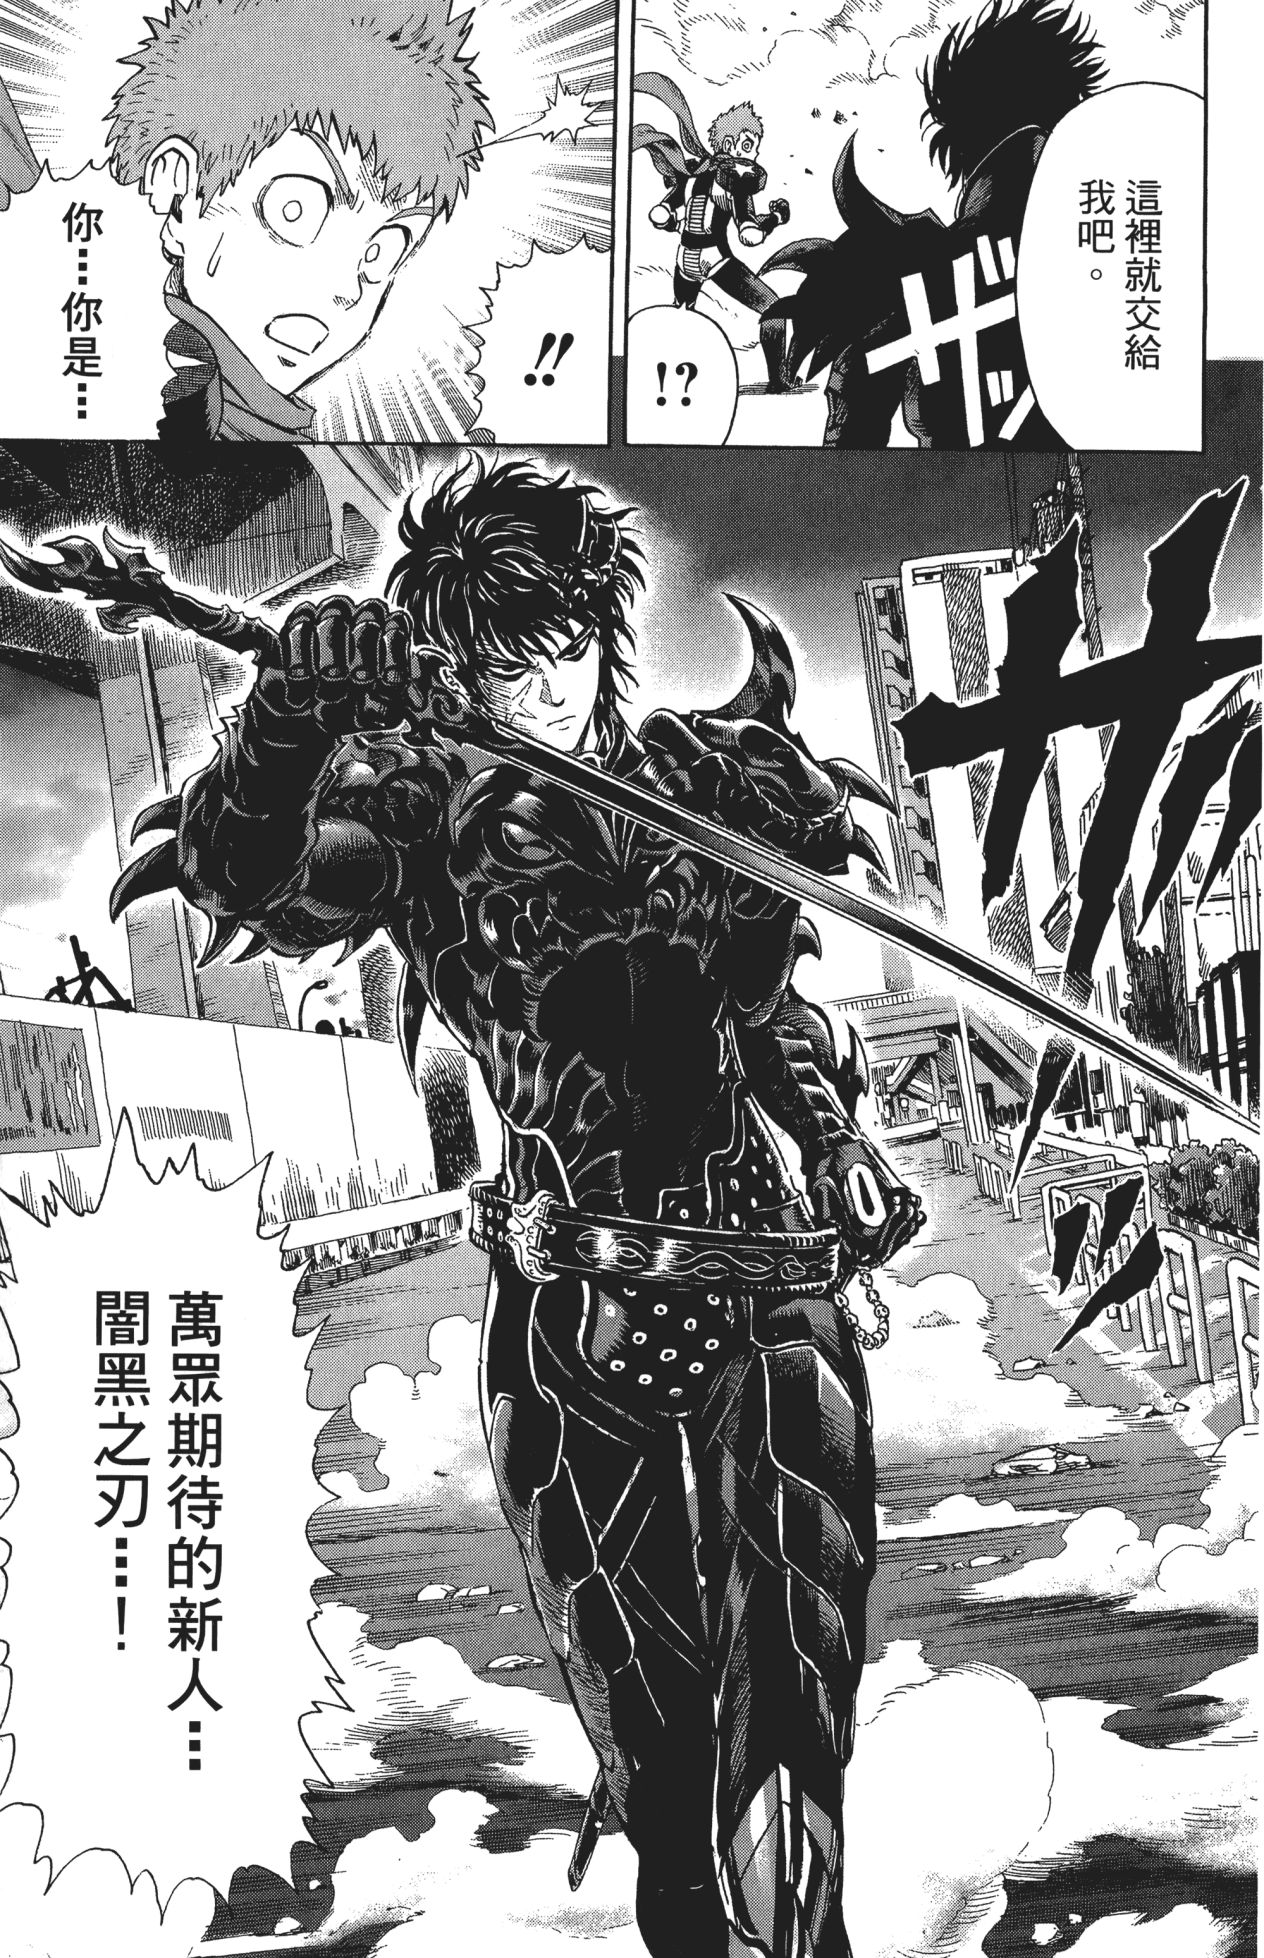 這裡就交給
我吧。
!?
ザッ
!!
你…你是…
ザッ
萬眾期待的新人…
闇黑之刃…!